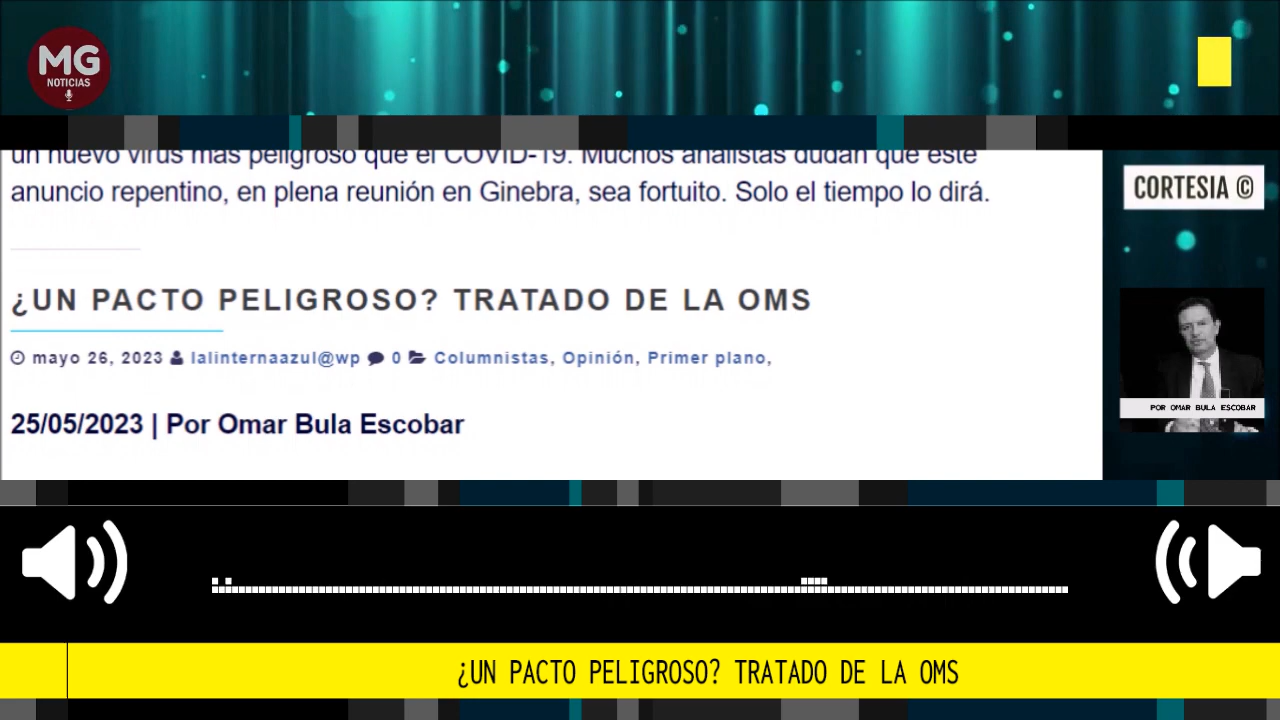 MG
NOTICIAS
un nuevo virus más peligroso que el COVID-19. Muchos analistas dudan que este
anuncio repentino, en plena reunión en Ginebra, sea fortuito. Solo el tiempo lo dirá.
CORTESIA ©
¿UN PACTO PELIGROSO? TRATADO DE LA OMS
mayo 26, 2023 lalinternaazul@wp 0 Columnistas, Opinión, Primer plano,
POR OMAR BULA ESCOBAR
25/05/2023 | Por Omar Bula Escobar
¿UN PACTO PELIGROSO? TRATADO DE LA OMS